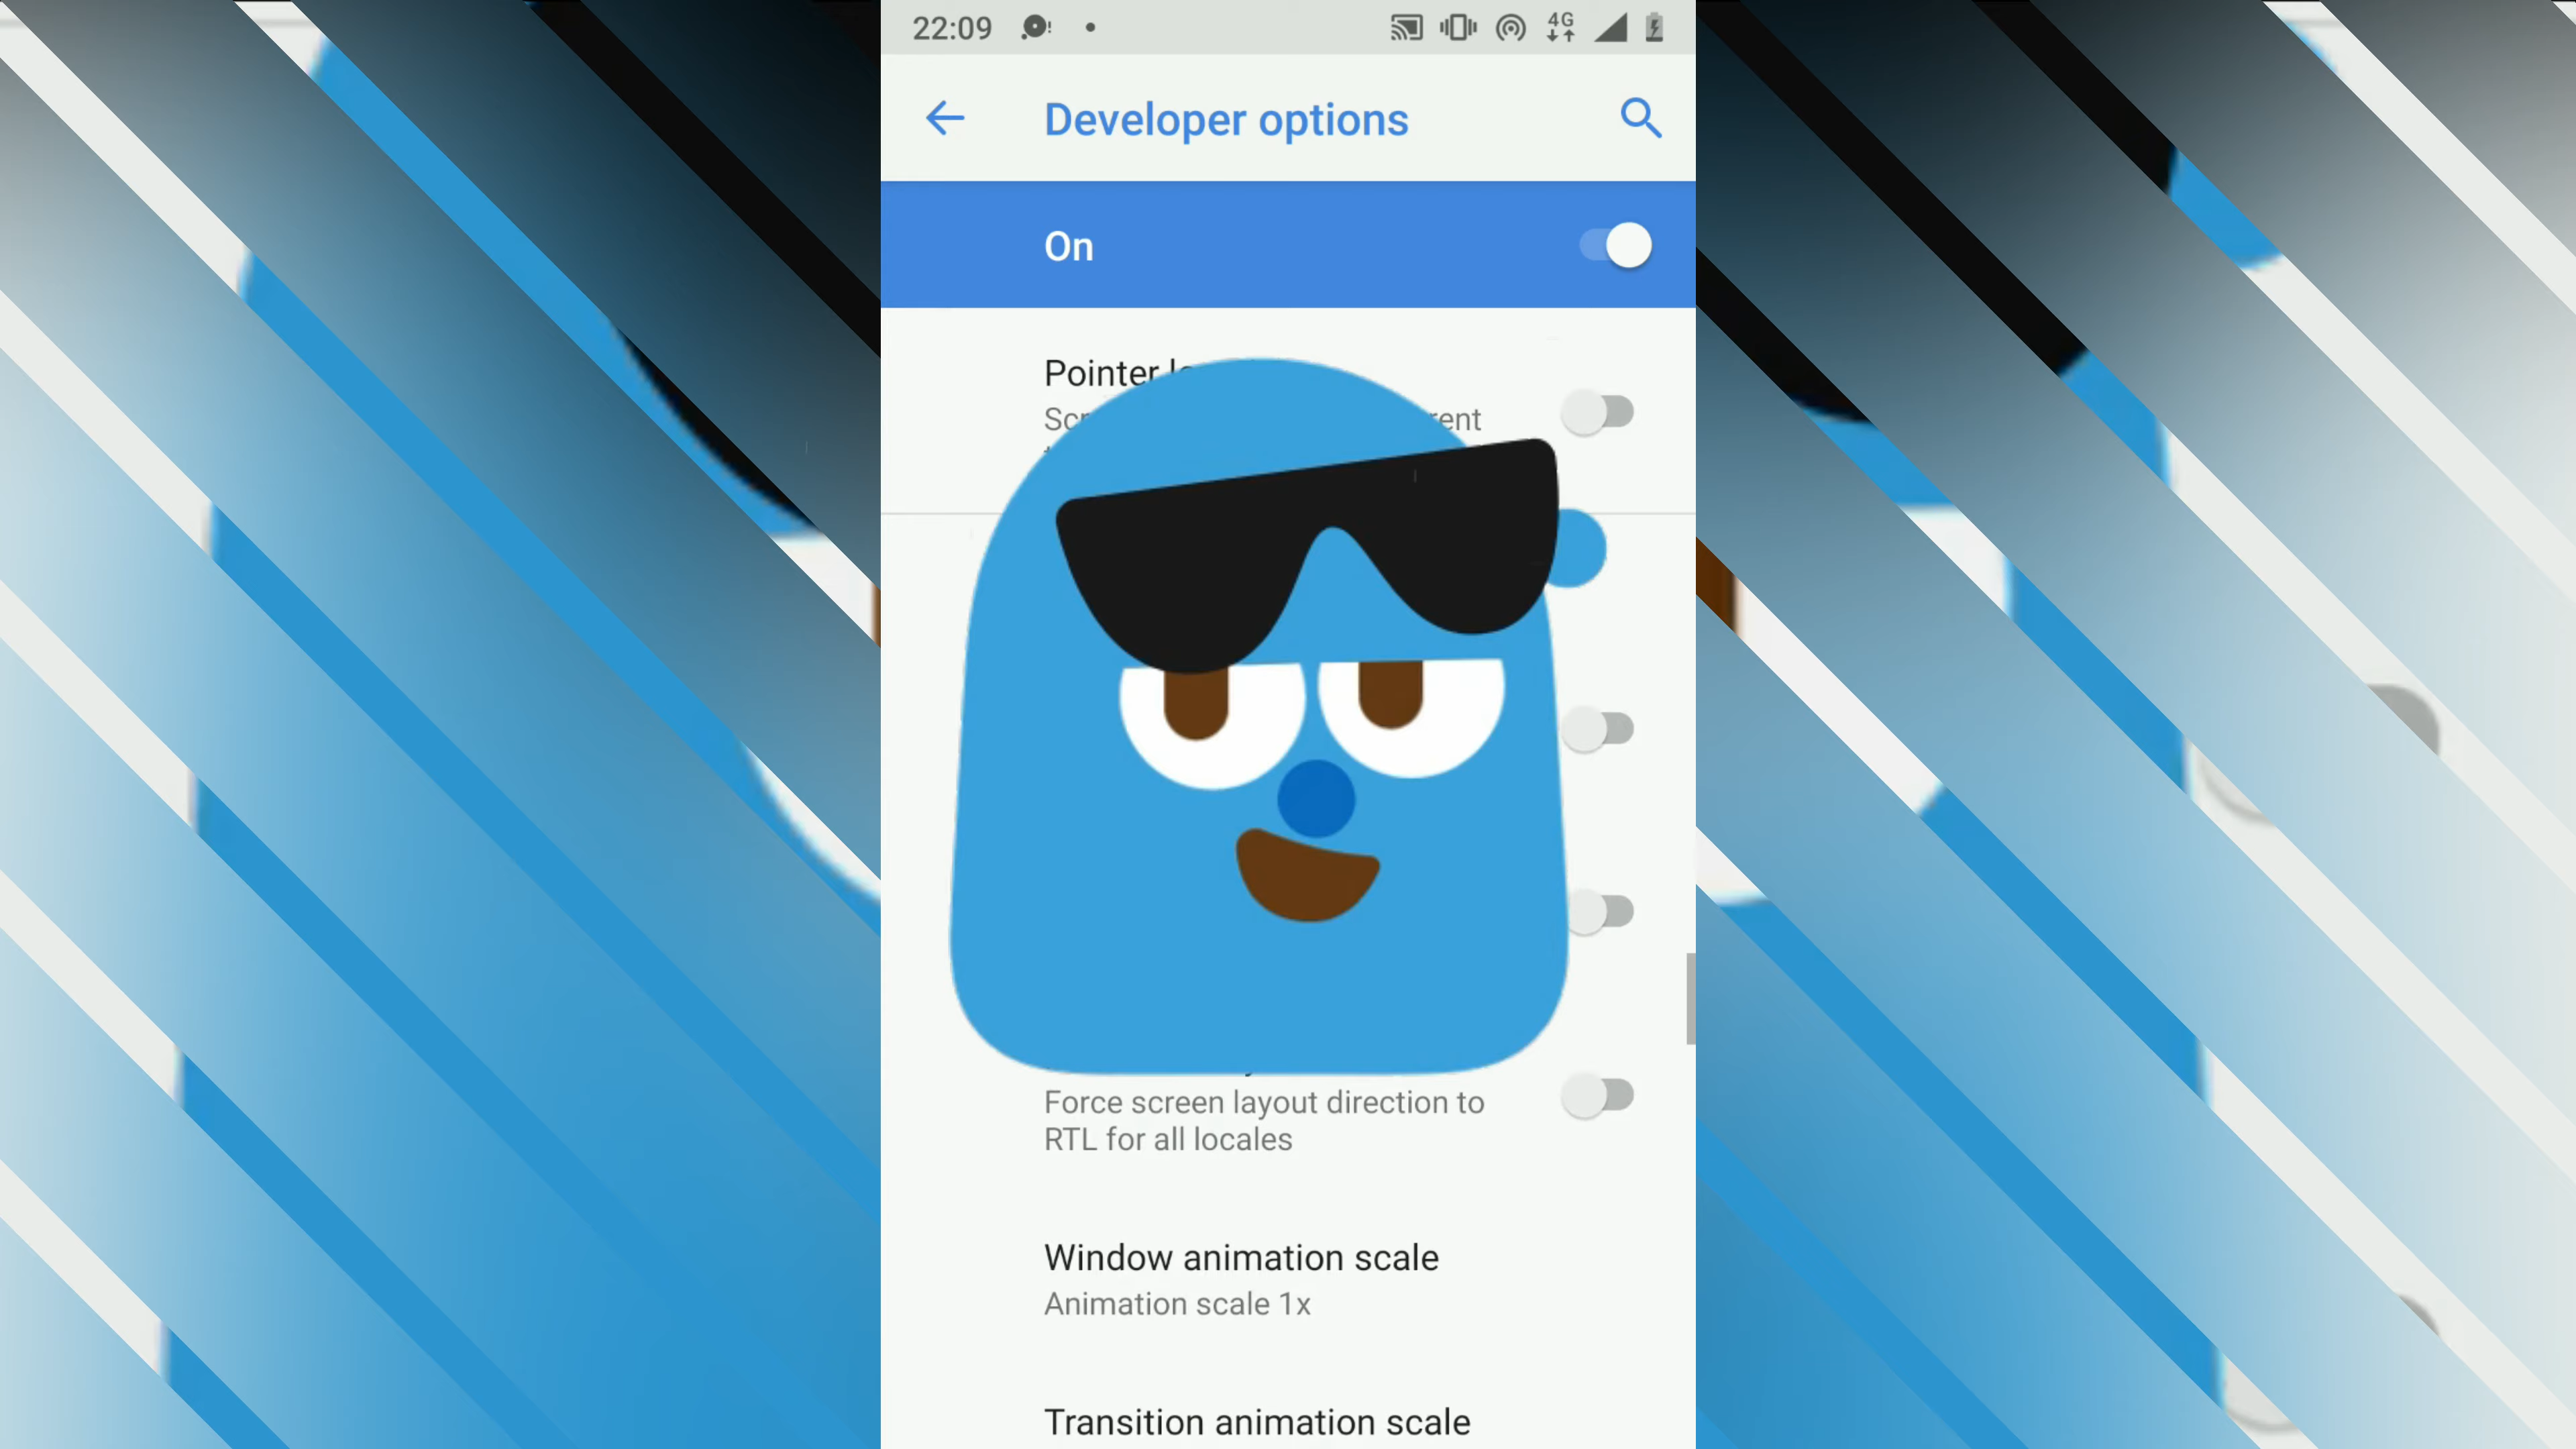 22:09
4G
Developer options
On
Pointer
Force screen layout direction to
RTL for all locales
Window animation scale
Animation scale 1x
Transition animation scale